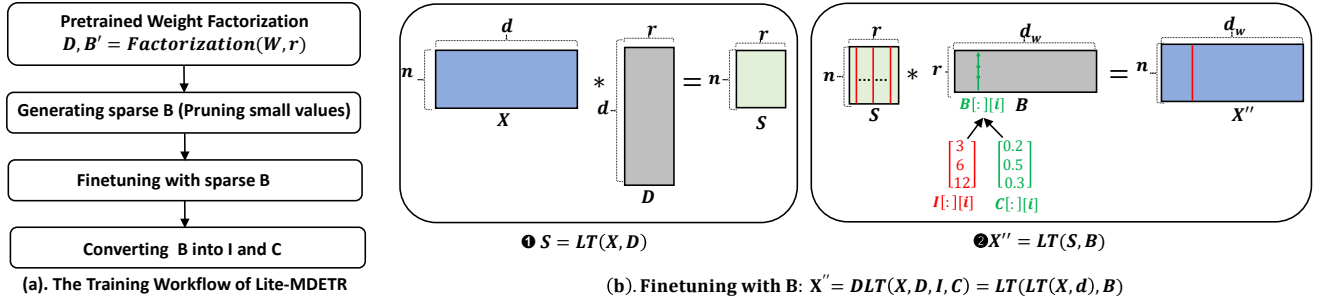 Pretrained Weight Factorization
D, B′ = Factorization(W, r)
Generating sparse B (Pruning small values)
Finetuning with sparse B
Converting B into I and C
(a). The Training Workflow of Lite-MDETR
d
n
X
*
r
d
D
=
r
n
S
❶ S = LT(X, D)
r
n
......
S
*
d_w
r
B[:][i]
B
[3 6 12]
I[:][i]
[0.2 0.5 0.3]
C[:][i]
=
d_w
n
X′′
❷X′′ = LT(S, B)
(b). Finetuning with B: X′′= DLT(X, D, I, C) = LT(LT(X, d), B)